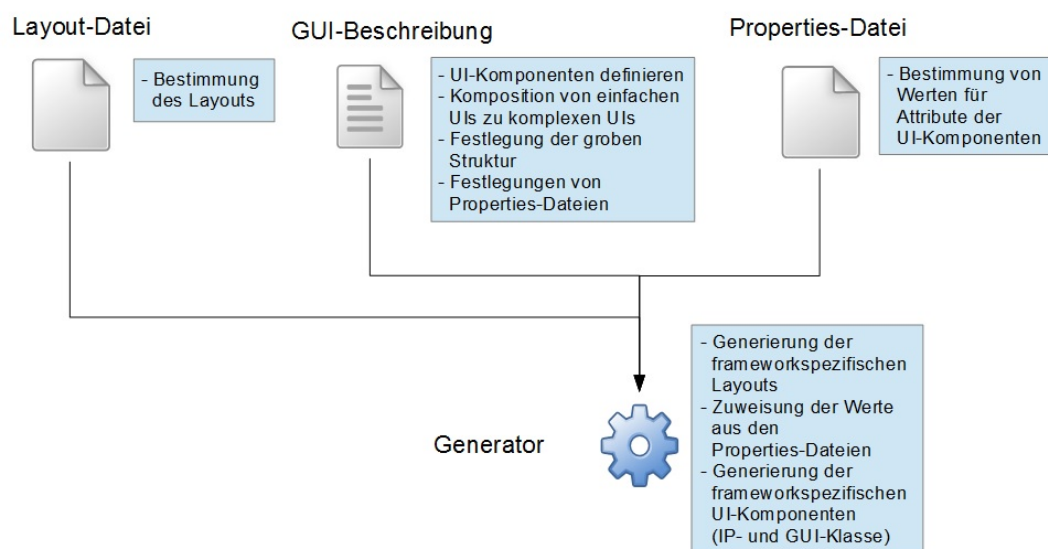 Layout-Datei
- Bestimmung
des Layouts
GUI-Beschreibung
- UI-Komponenten definieren
- Komposition von einfachen
UIs zu komplexen UIs
- Festlegung der groben
Struktur
- Festlegungen von
Properties-Dateien
Properties-Datei
- Bestimmung von
Werten für
Attribute der
UI-Komponenten
Generator
- Generierung der
frameworkspezifischen
Layouts
- Zuweisung der Werte
aus den
Properties-Dateien
- Generierung der
frameworkspezifischen
UI-Komponenten
(IP- und GUI-Klasse)